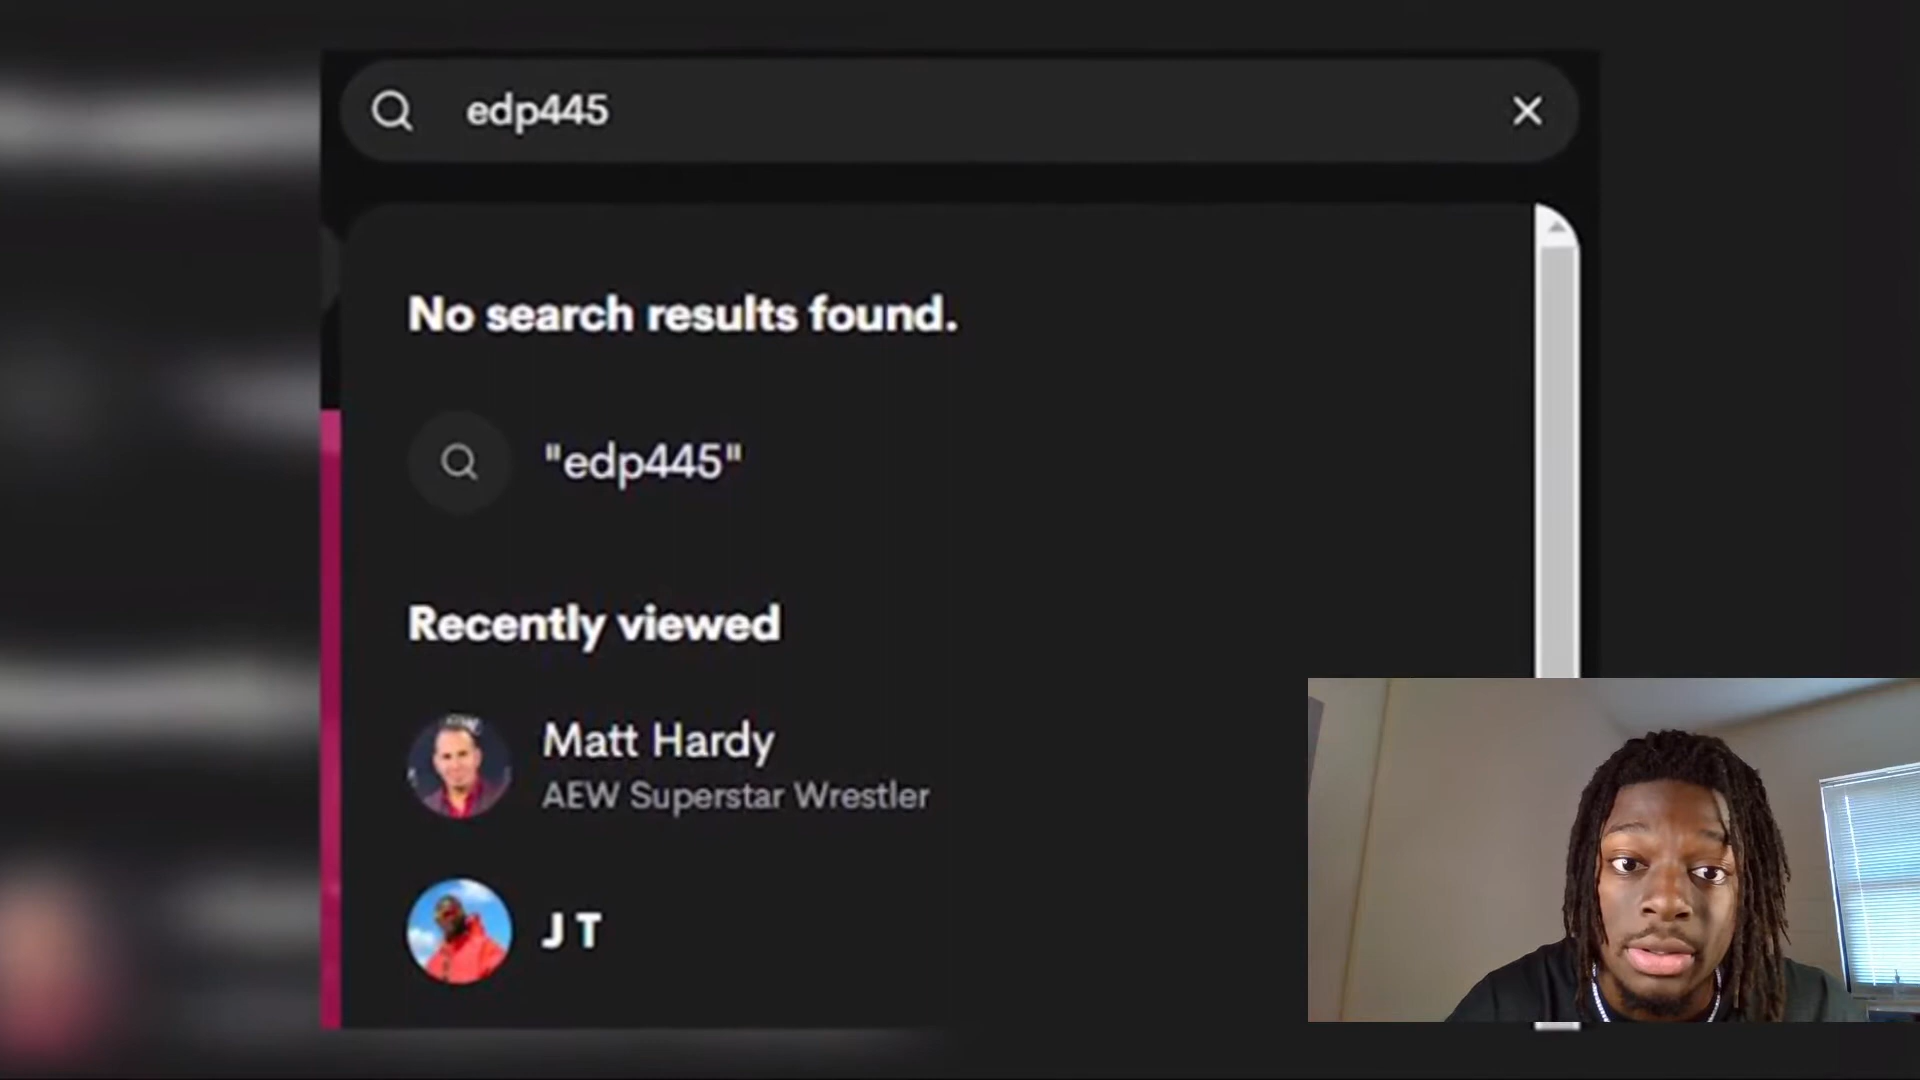 edp445
No search results found.
"edp445"
Recently viewed
Matt Hardy
AEW Superstar Wrestler
J T